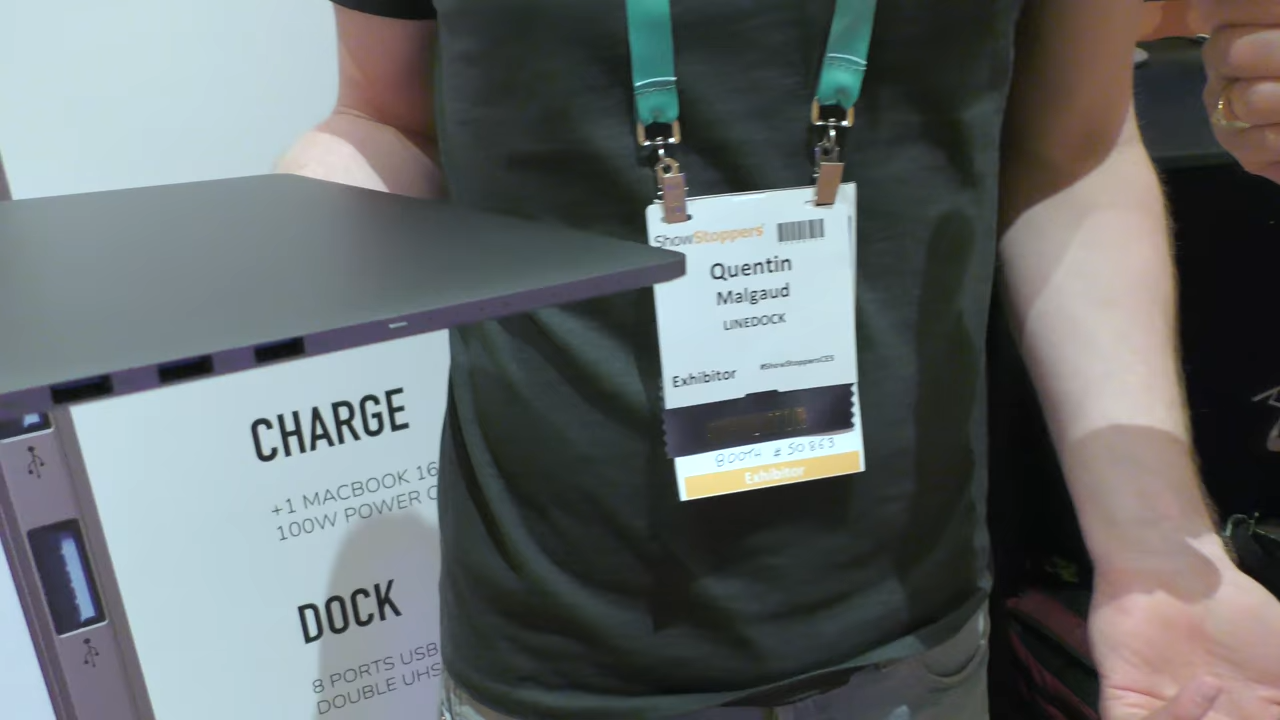 ShowStoppers
Quentin
Malgaud
LINEDOCK
#ShowStoppersCES
Exhibitor
BOOTH # 50863
Exhibitor
CHARGE
+1 MACBOOK 16
100W POWER
DOCK
8 PORTS USB
DOUBLE UHS